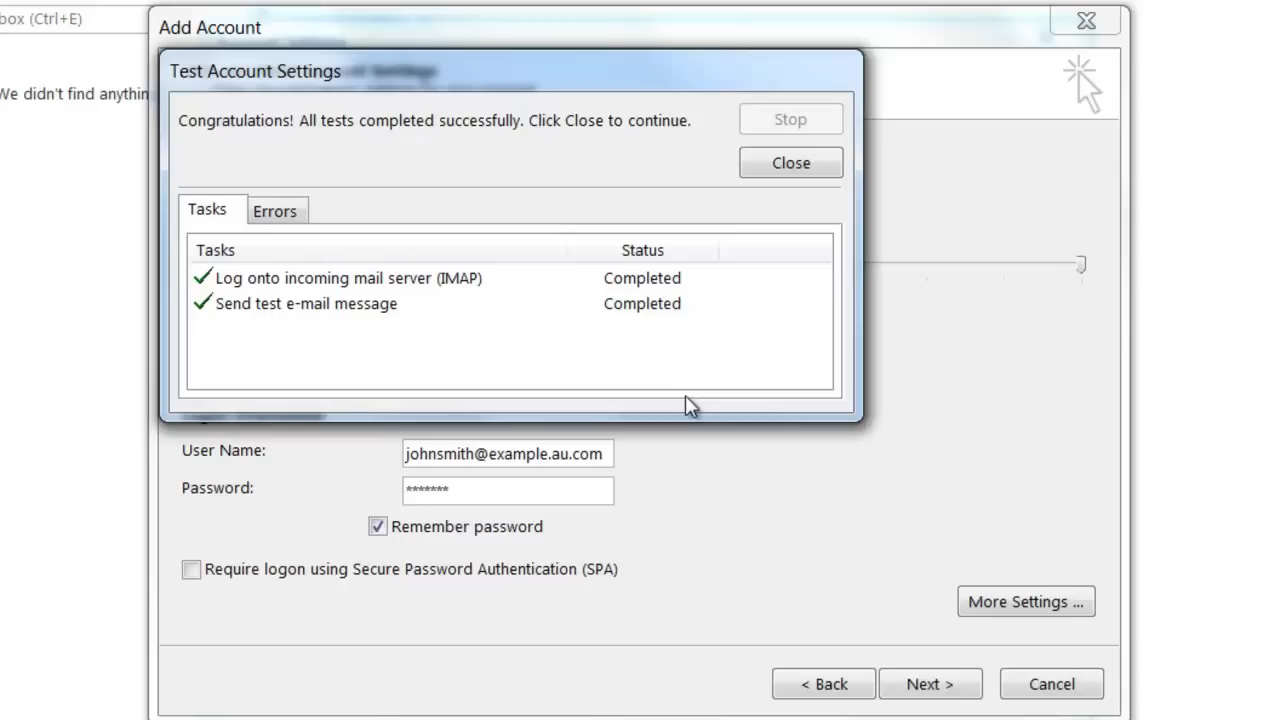 box (Ctrl+E)
Add Account
Test Account Settings
We didn't find anythin
Congratulations! All tests completed successfully. Click Close to continue.
Stop
Close
Tasks
Errors
Tasks Status
Log onto incoming mail server (IMAP) Completed
Send test e-mail message Completed
User Name: johnsmith@example.au.com
Password: *******
Remember password
Require logon using Secure Password Authentication (SPA)
More Settings ...
< Back
Next >
Cancel